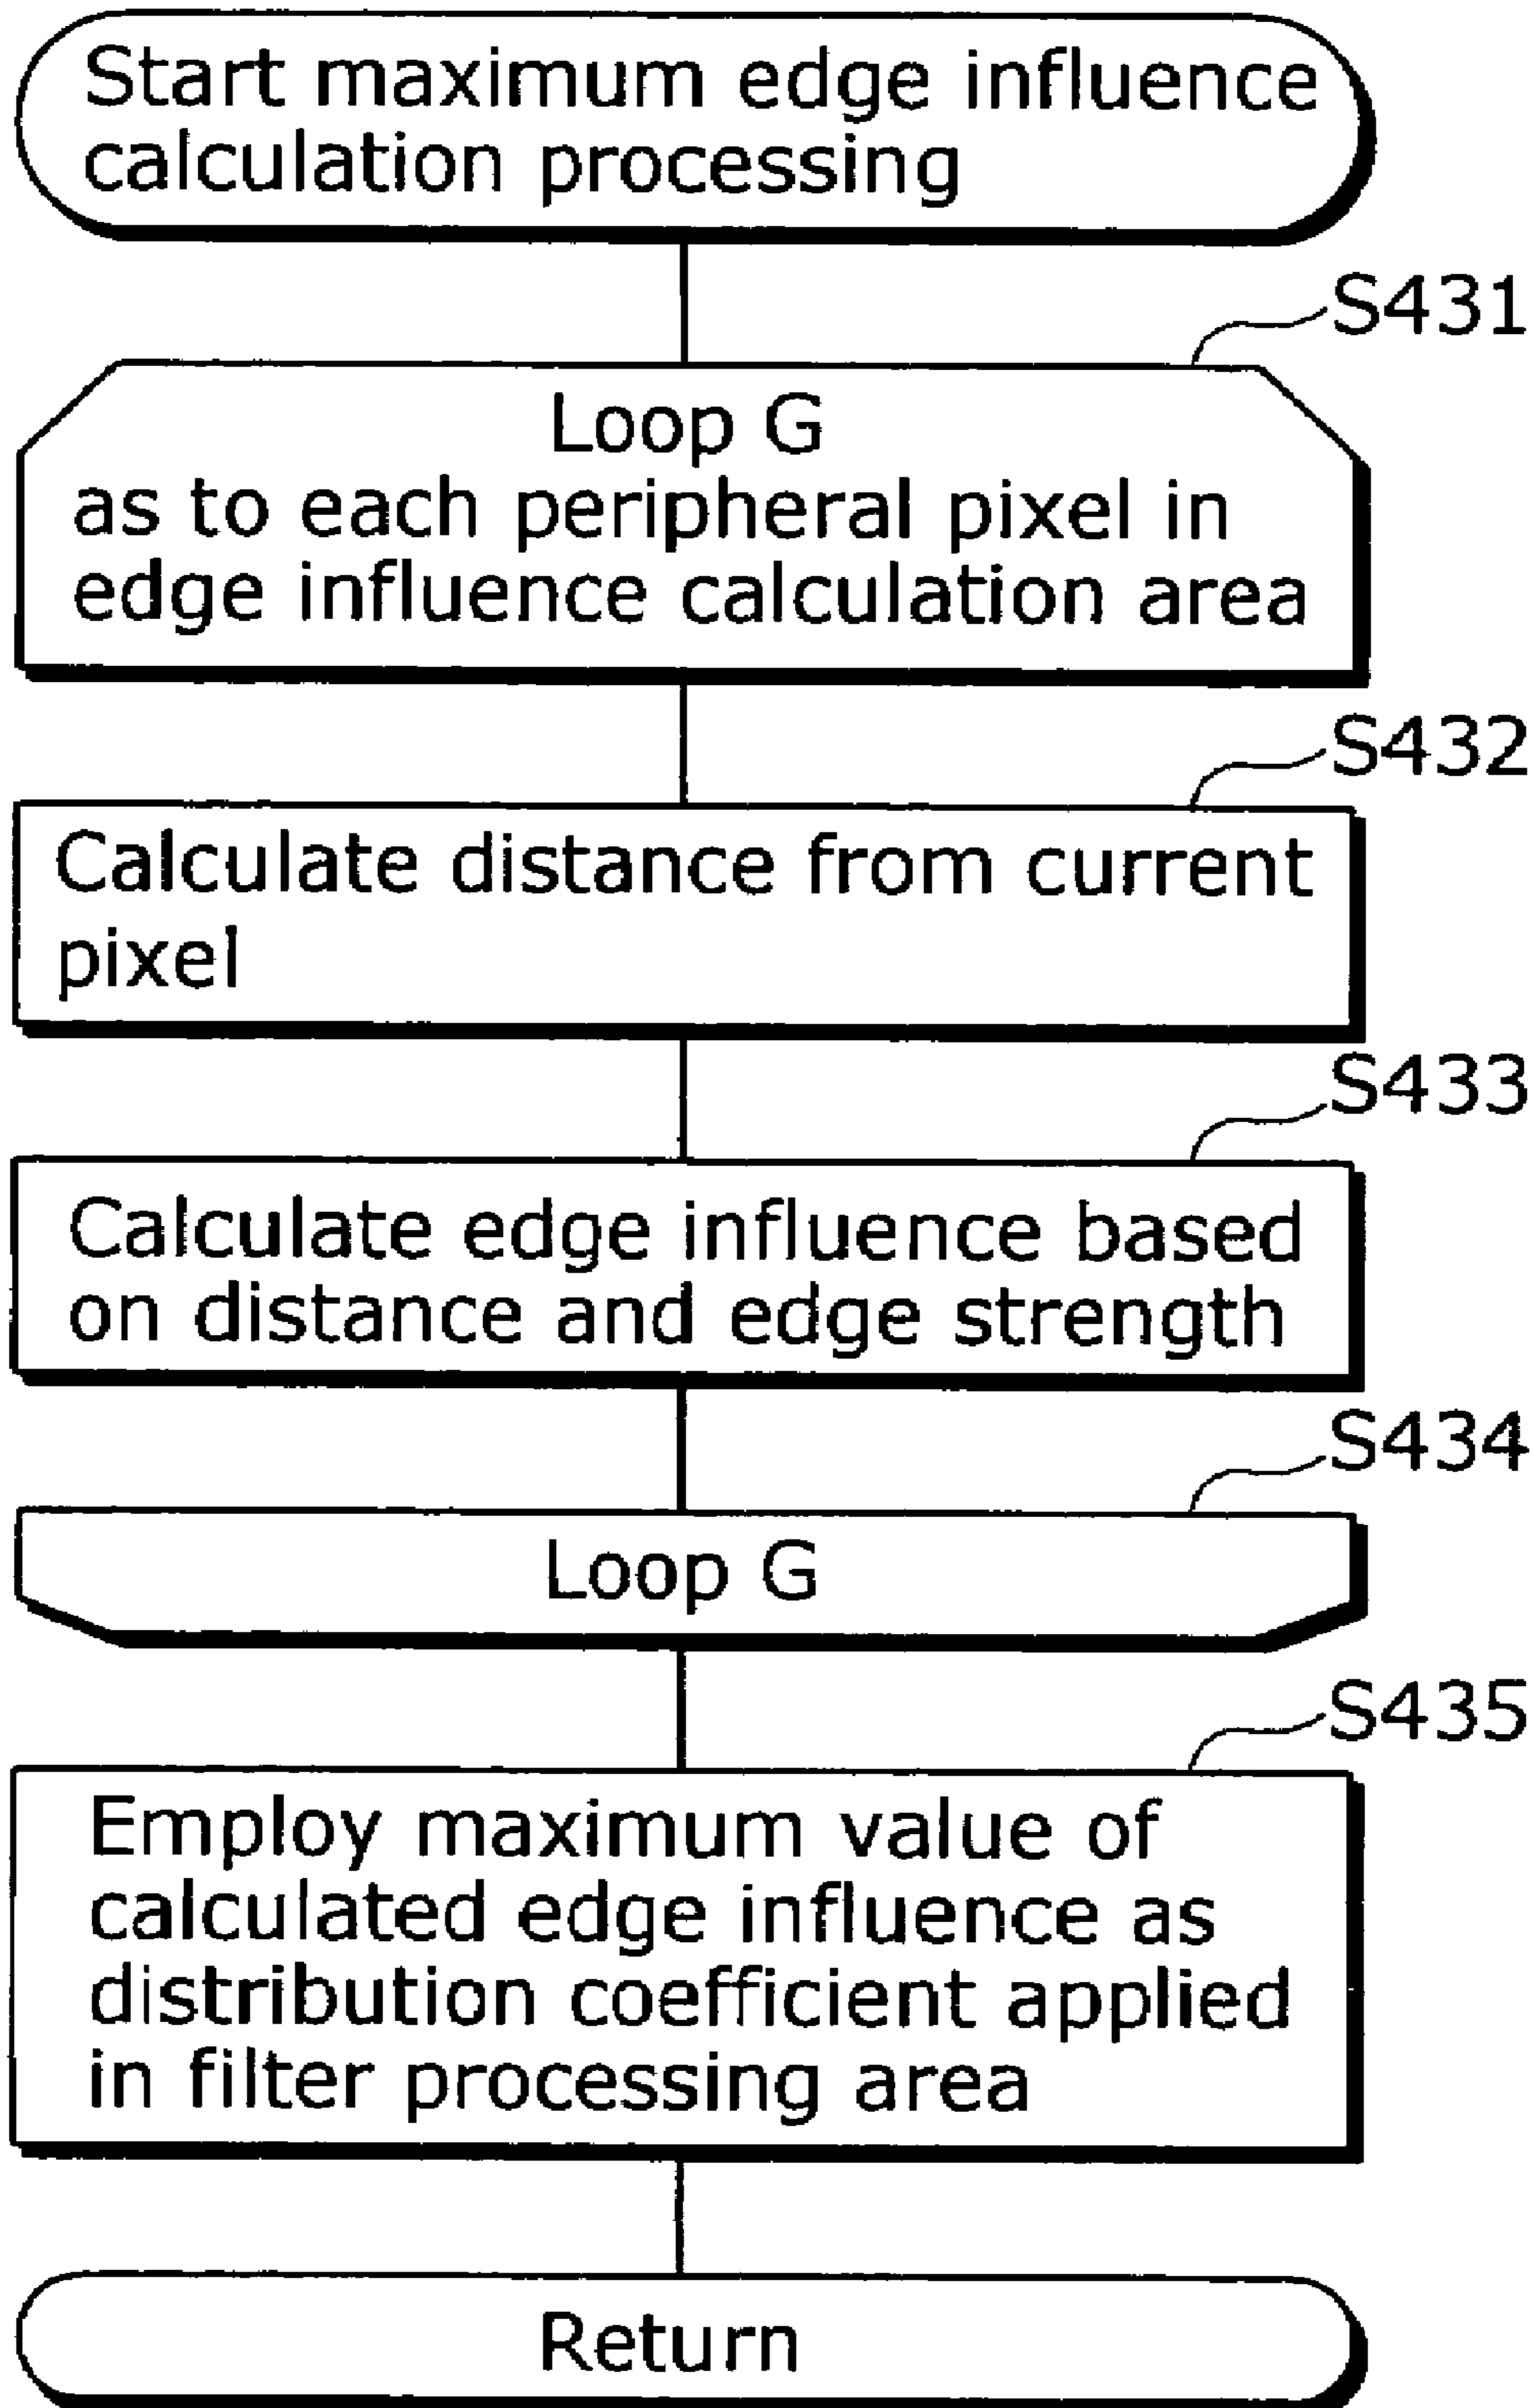 Start maximum edge influence
calculation processing
S431
Loop G
as to each peripheral pixel in
edge influence calculation area
S432
Calculate distance from current
pixel
S433
Calculate edge influence based
on distance and edge strength
S434
Loop G
S435
Employ maximum value of
calculated edge influence as
distribution coefficient applied
in filter processing area
Return